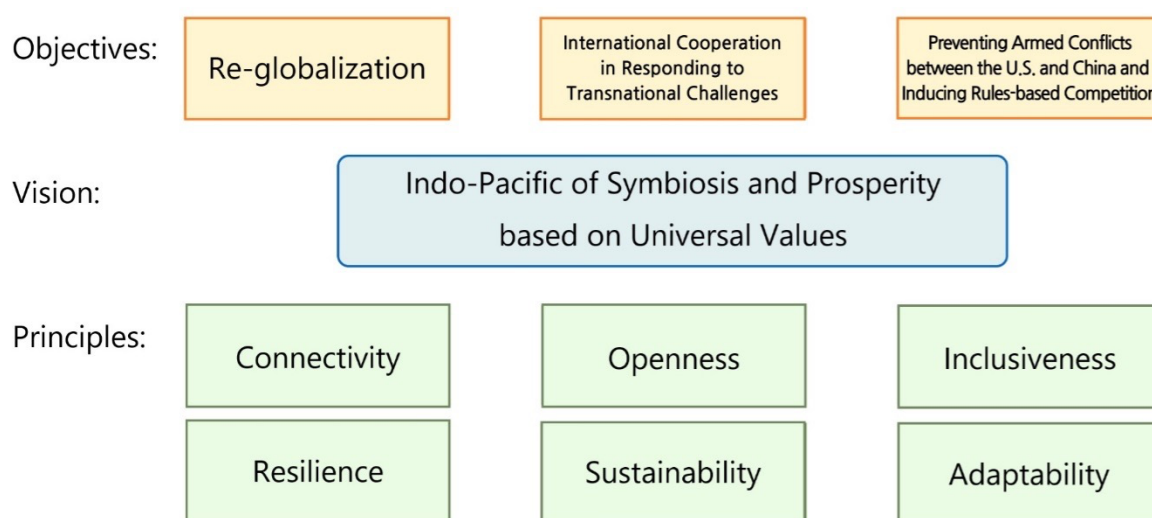 Objectives:
Re-globalization
International Cooperation
in Responding to
Transnational Challenges
Preventing Armed Conflicts
between the U.S. and China and
Inducing Rules-based Competition
Vision:
Indo-Pacific of Symbiosis and Prosperity
based on Universal Values
Principles:
Connectivity
Openness
Inclusiveness
Resilience
Sustainability
Adaptability